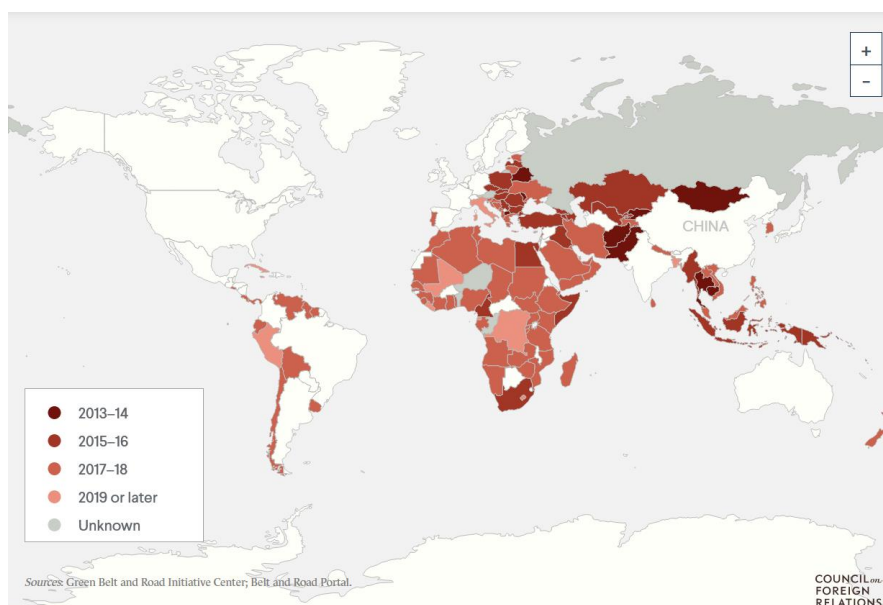 +
−
CHINA
2013–14
2015–16
2017–18
2019 or later
Unknown
Sources: Green Belt and Road Initiative Center; Belt and Road Portal.
COUNCIL on
FOREIGN
RELATIONS